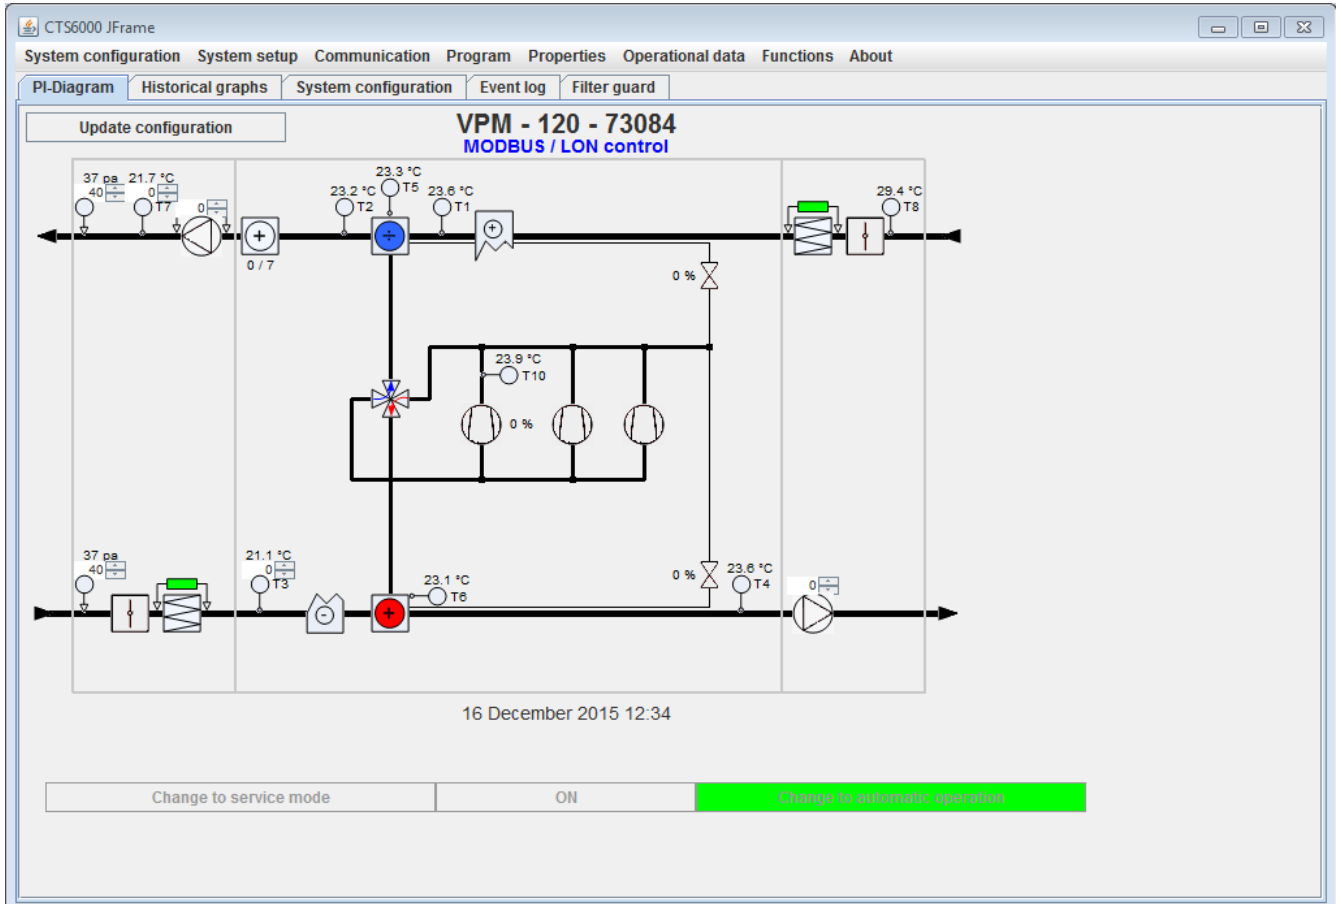 CTS6000 JFrame
System configuration System setup Communication Program Properties Operational data Functions About
PI-Diagram Historical graphs System configuration Event log Filter guard
Update configuration
VPM - 120 - 73084
MODBUS / LON control
37 pa 21.7 °C
40 0
T7
0
0 / 7
23.2 °C
T2
23.3 °C
T5
23.6 °C
T1
29.4 °C
T8
0 %
23.9 °C
T10
0 %
37 pa
40
21.1 °C
0
T3
23.1 °C
T6
0 %
23.6 °C
T4
0
16 December 2015 12:34
Change to service mode ON Change to automatic operation